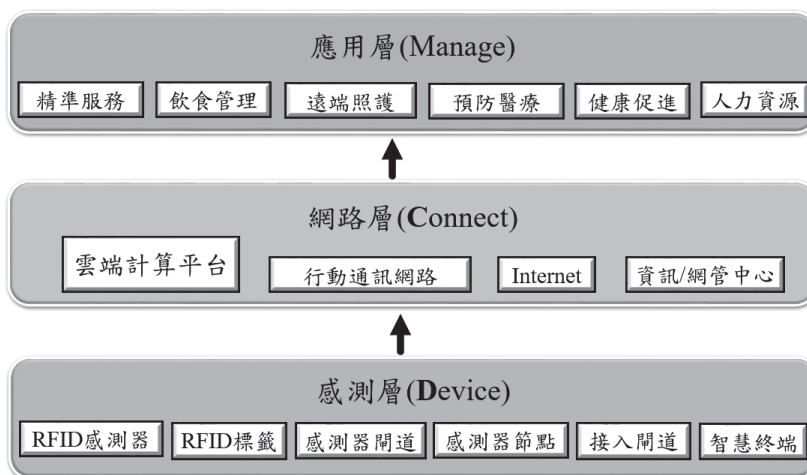 應用層(Manage)
精準服務 飲食管理 遠端照護 預防醫療 健康促進 人力資源
網路層(Connect)
雲端計算平台 行動通訊網路 Internet 資訊/網管中心
感測層(Device)
RFID感測器 RFID標籤 感測器閘道 感測器節點 接入閘道 智慧終端